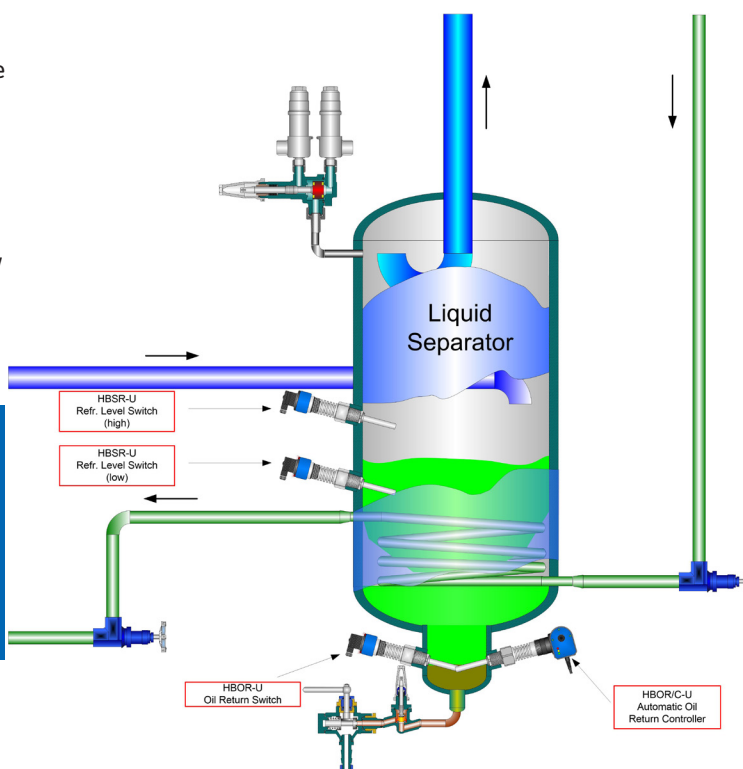 e
y
Liquid
Separator
HBSR-U
Refr. Level Switch
(high)
HBSR-U
Refr. Level Switch
(low)
HBOR-U
Oil Return Switch
HBOR/C-U
Automatic Oil
Return Controller